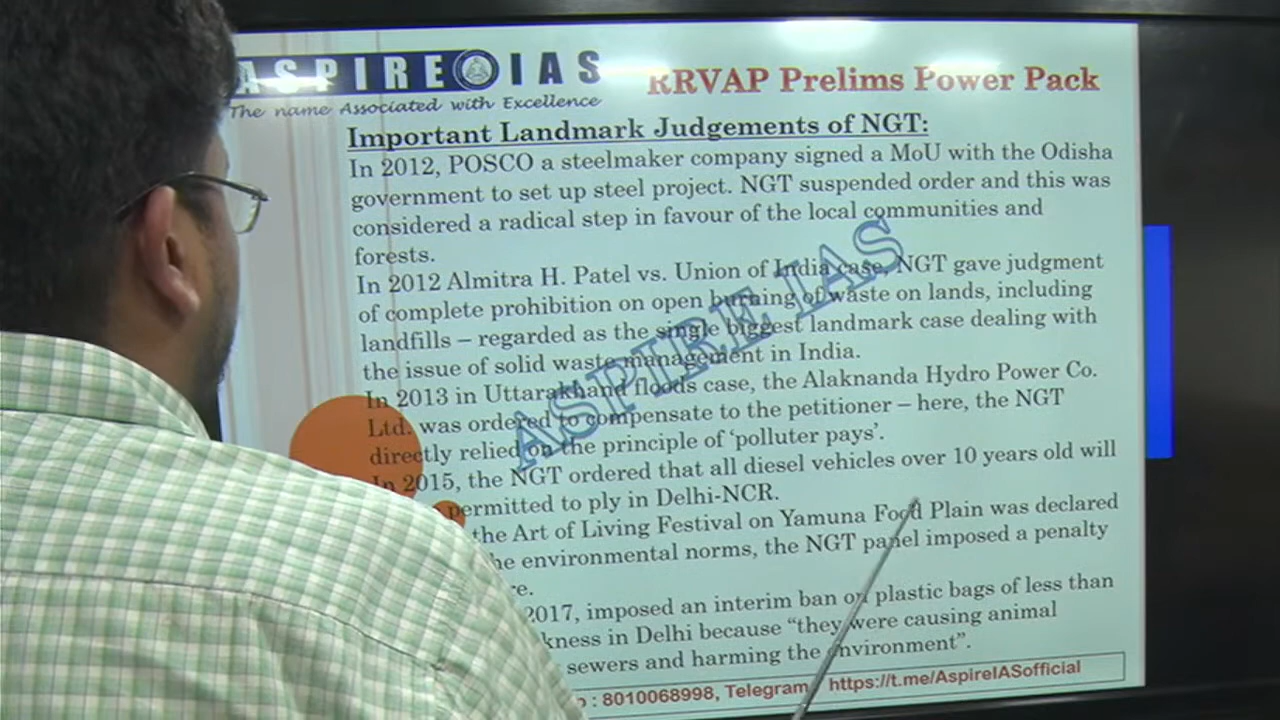 ASPIRE IAS
The name Associated with Excellence
RRVAP Prelims Power Pack
Important Landmark Judgements of NGT:
In 2012, POSCO a steelmaker company signed a MoU with the Odisha
government to set up steel project. NGT suspended order and this was
considered a radical step in favour of the local communities and
forests.
In 2012 Almitra H. Patel vs. Union of India case, NGT gave judgment
of complete prohibition on open burning of waste on lands, including
landfills – regarded as the single biggest landmark case dealing with
the issue of solid waste management in India.
In 2013 in Uttarakhand floods case, the Alaknanda Hydro Power Co.
Ltd. was ordered to compensate to the petitioner – here, the NGT
directly relied on the principle of ‘polluter pays’.
In 2015, the NGT ordered that all diesel vehicles over 10 years old will
permitted to ply in Delhi-NCR.
the Art of Living Festival on Yamuna Food Plain was declared
environmental norms, the NGT panel imposed a penalty
2017, imposed an interim ban on plastic bags of less than
in Delhi because “they were causing animal
sewers and harming the environment”.
: 8010068998, Telegram https://t.me/AspireIASofficial
ASPIRE IAS